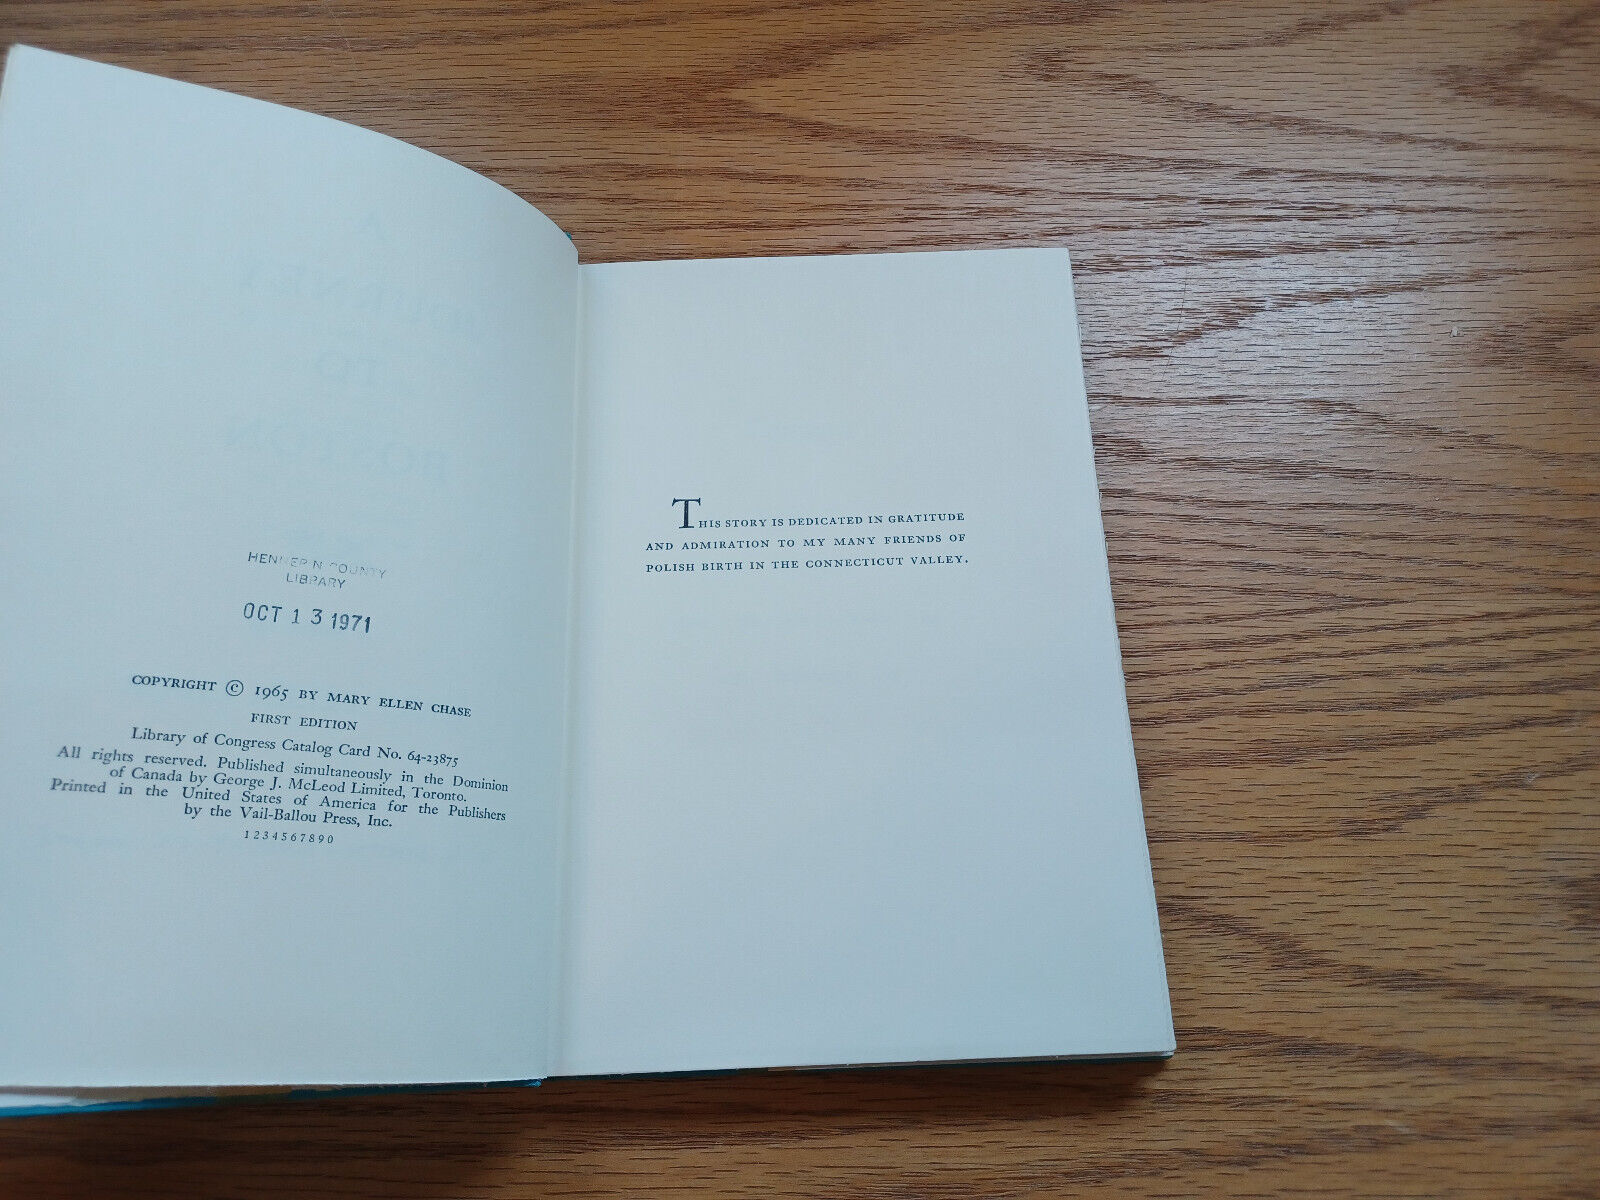 HENNEPIN COUNTY
LIBRARY
OCT 13 1971
COPYRIGHT © 1965 BY MARY ELLEN CHASE
FIRST EDITION
Library of Congress Catalog Card No. 64-23875
All rights reserved. Published simultaneously in the Dominion
of Canada by George J. McLeod Limited, Toronto.
Printed in the United States of America for the Publishers
by the Vail-Ballou Press, Inc.
1234567890
THIS STORY IS DEDICATED IN GRATITUDE
AND ADMIRATION TO MY MANY FRIENDS OF
POLISH BIRTH IN THE CONNECTICUT VALLEY.